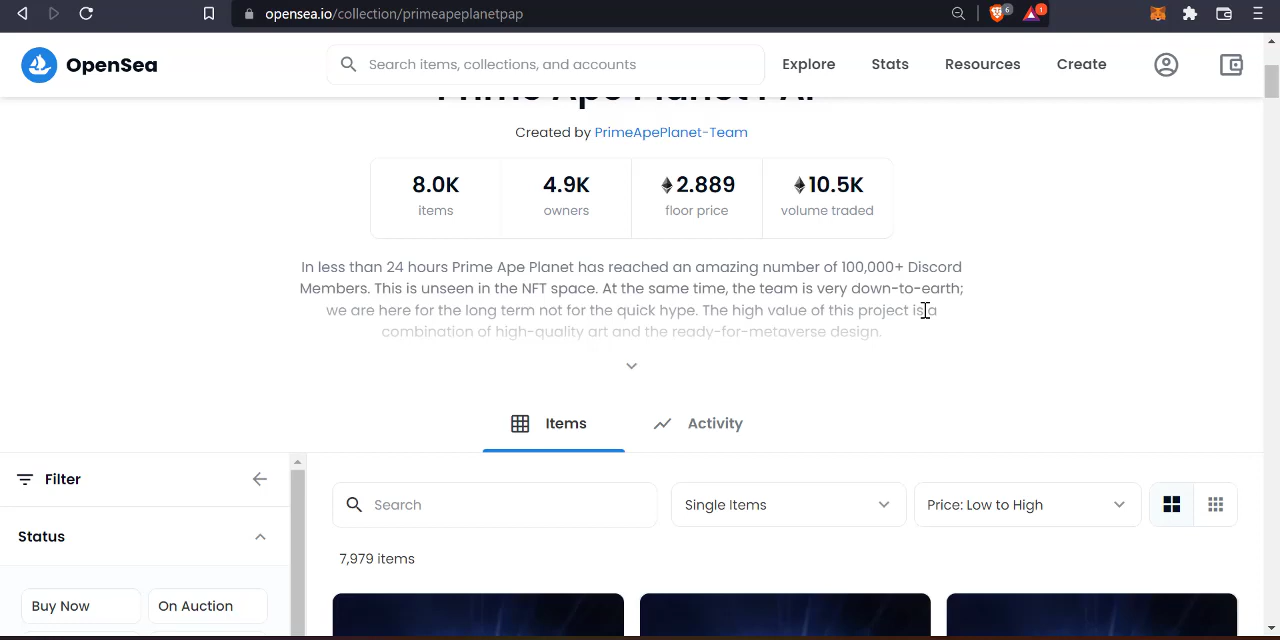 opensea.io/collection/primeapeplanetpap
6
1
OpenSea
Search items, collections, and accounts
Explore
Stats
Resources
Create
Prime Ape Planet PAP
Created by PrimeApePlanet-Team
8.0K
items
4.9K
owners
2.889
floor price
10.5K
volume traded
In less than 24 hours Prime Ape Planet has reached an amazing number of 100,000+ Discord
Members. This is unseen in the NFT space. At the same time, the team is very down-to-earth;
we are here for the long term not for the quick hype. The high value of this project is a
combination of high-quality art and the ready-for-metaverse design.
Items
Activity
Filter
Search
Single Items
Price: Low to High
Status
7,979 items
Buy Now
On Auction